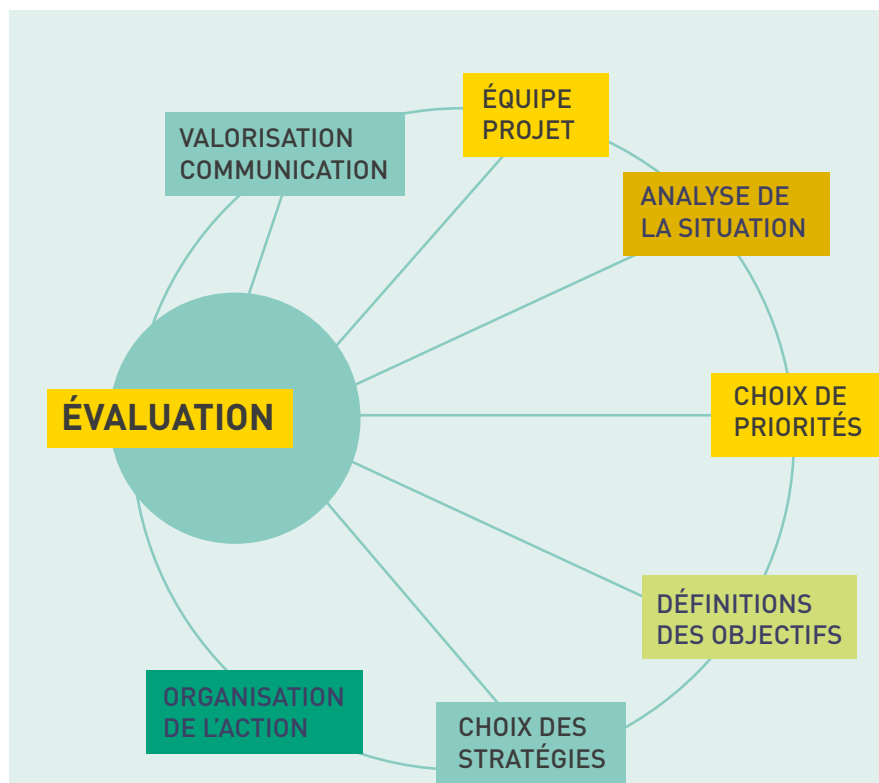 VALORISATION
COMMUNICATION
ÉQUIPE
PROJET
ANALYSE DE
LA SITUATION
CHOIX DE
PRIORITÉS
DÉFINITIONS
DES OBJECTIFS
CHOIX DES
STRATÉGIES
ORGANISATION
DE L'ACTION
ÉVALUATION